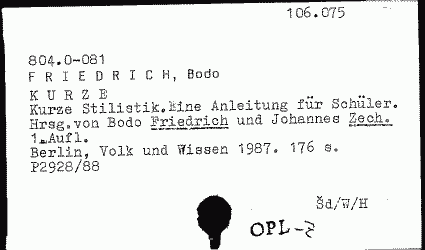 106.075
804.0-081
F R I E D R I C H, Bodo
K U R Z E
Kurze Stilistik.Eine Anleitung für Schüler.
Hrsg.von Bodo Friedrich und Johannes Zech.
1.Aufl.
Berlin, Volk und Wissen 1987. 176 s.
P2928/88
Šd/W/H
OPL-3